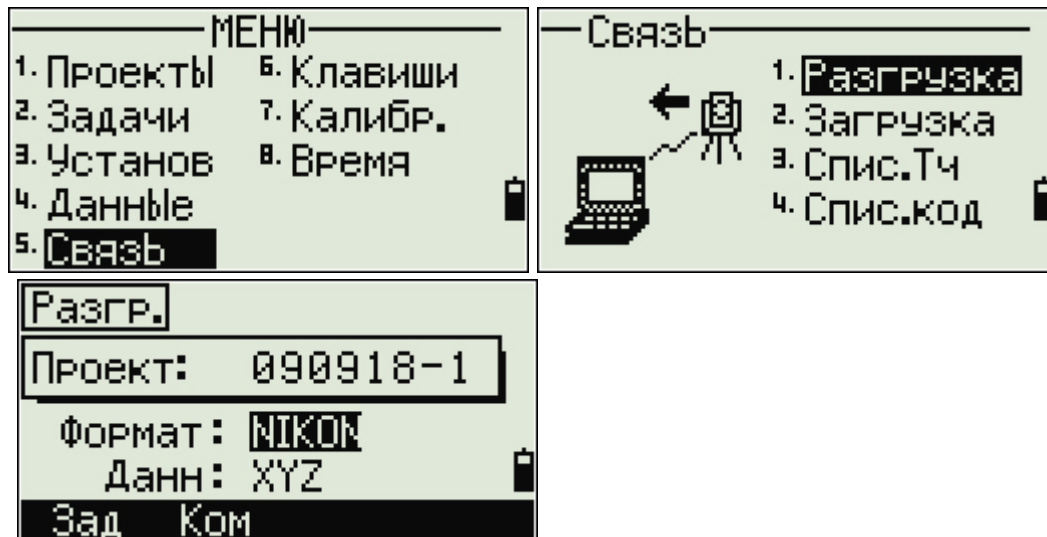 МЕНЮ
1. Проекты 6. Клавиши
2. Задачи 7. Калибр.
3. Установ 8. Время
4. Данные
5. Связь
Связь
1. Разгрузка
2. Загрузка
3. Спис.Тч
4. Спис.код
Разгр.
Проект: 090918-1
Формат: NIKON
Данн: XYZ
Зад Ком